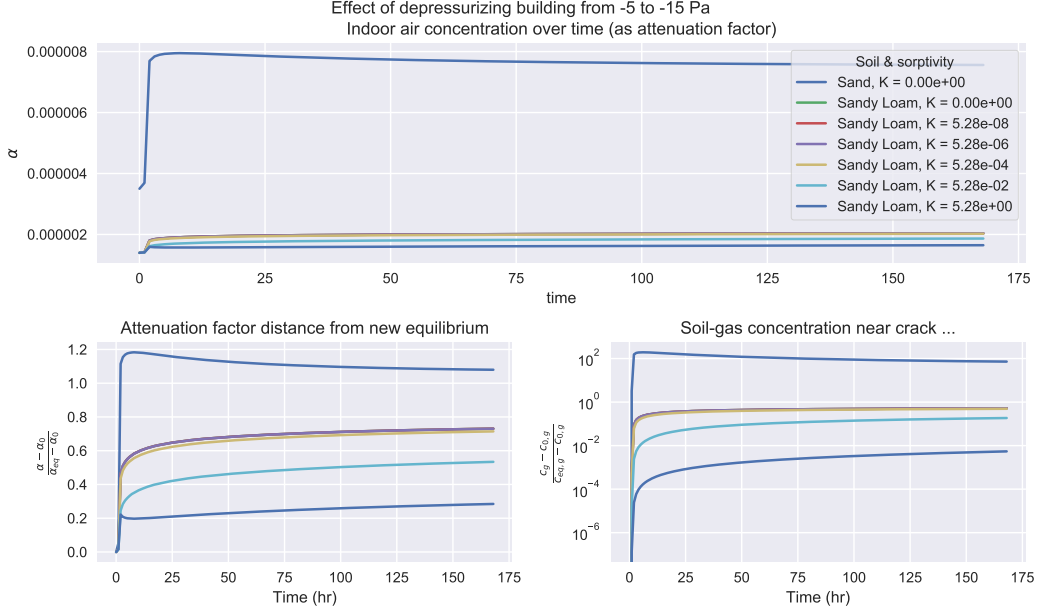 Effect of depressurizing building from -5 to -15 Pa
Indoor air concentration over time (as attenuation factor)
0.000008
0.000006
0.000004
0.000002
α
0
25
50
75
100
125
150
175
time
Soil & sorptivity
Sand, K = 0.00e+00
Sandy Loam, K = 0.00e+00
Sandy Loam, K = 5.28e-08
Sandy Loam, K = 5.28e-06
Sandy Loam, K = 5.28e-04
Sandy Loam, K = 5.28e-02
Sandy Loam, K = 5.28e+00
Attenuation factor distance from new equilibrium
1.2
1.0
0.8
0.6
0.4
0.2
0.0
α − α₀
αeq − α₀
0
25
50
75
100
125
150
175
Time (hr)
Soil-gas concentration near crack ...
10²
10⁰
10⁻²
10⁻⁴
10⁻⁶
cg − c0,g
ceq,g − c0,g
0
25
50
75
100
125
150
175
Time (hr)